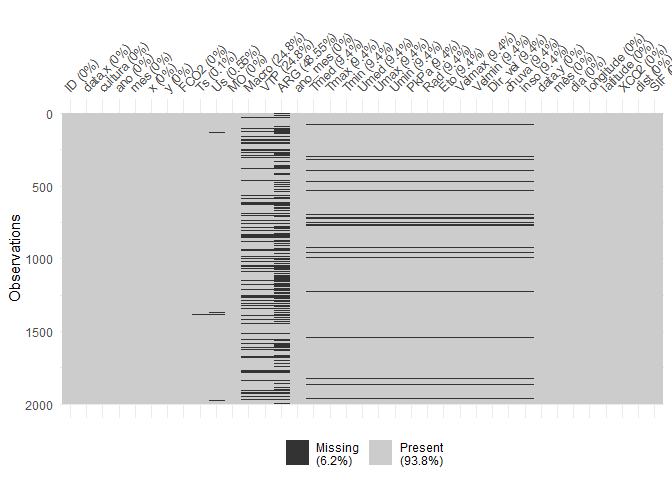 ID (0%)
data_x (0%)
cultura (0%)
ano (0%)
mes (0%)
x (0%)
y (0%)
FCO2 (0%)
Ts (0.1%)
Us (0.55%)
MO (0%)
Macro (24.8%)
VTP (24.8%)
ARG (48.55%)
ano_mes (0%)
Tmed (9.4%)
Tmax (9.4%)
Tmin (9.4%)
Umed (9.4%)
Umax (9.4%)
Umin (9.4%)
PkPa (9.4%)
Rad (9.4%)
Eto (9.4%)
Velmax (9.4%)
Velmin (9.4%)
Dir_vel (9.4%)
chuva (9.4%)
inso (9.4%)
data_y (0%)
mês (0%)
dia (0%)
longitude (0%)
latitude (0%)
XCO2 (0%)
dist (0%)
SIF
0
500
1000
1500
2000
Observations
Missing
(6.2%)
Present
(93.8%)